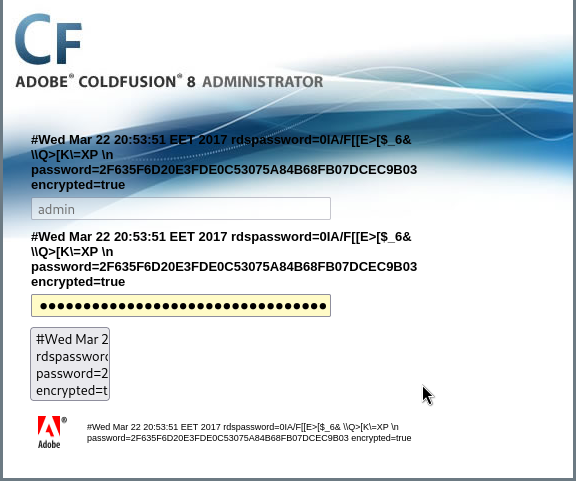 CF
ADOBE® COLDFUSION® 8 ADMINISTRATOR
#Wed Mar 22 20:53:51 EET 2017 rdspassword=0IA/F[[E>[$_6&
\\Q>[K\=XP \n
password=2F635F6D20E3FDE0C53075A84B68FB07DCEC9B03
encrypted=true
admin
#Wed Mar 22 20:53:51 EET 2017 rdspassword=0IA/F[[E>[$_6&
\\Q>[K\=XP \n
password=2F635F6D20E3FDE0C53075A84B68FB07DCEC9B03
encrypted=true
#Wed Mar 2
rdspassword
password=2
encrypted=t
Adobe®
#Wed Mar 22 20:53:51 EET 2017 rdspassword=0IA/F[[E>[$_6& \\Q>[K\=XP \n
password=2F635F6D20E3FDE0C53075A84B68FB07DCEC9B03 encrypted=true